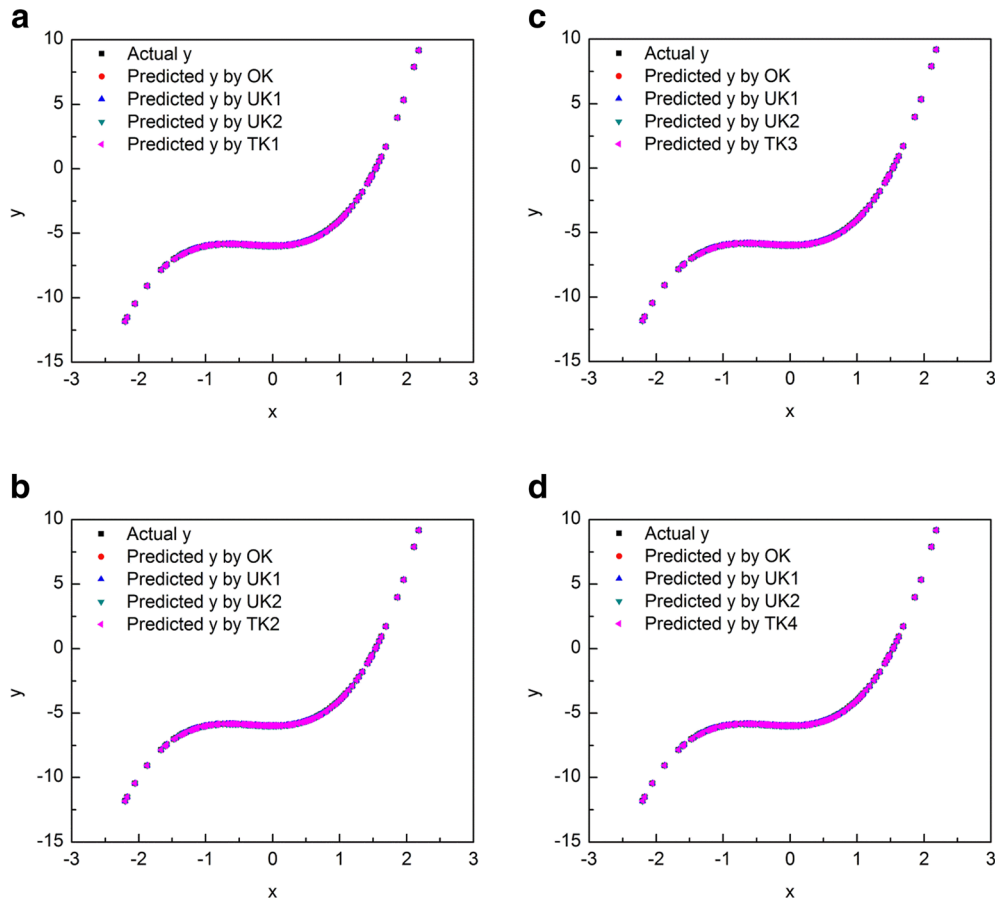 a
10
5
0
-5
-10
-15
y
Actual y
Predicted y by OK
Predicted y by UK1
Predicted y by UK2
Predicted y by TK1
-3 -2 -1 0 1 2 3
x
c
10
5
0
-5
-10
-15
y
Actual y
Predicted y by OK
Predicted y by UK1
Predicted y by UK2
Predicted y by TK3
-3 -2 -1 0 1 2 3
x
b
10
5
0
-5
-10
-15
y
Actual y
Predicted y by OK
Predicted y by UK1
Predicted y by UK2
Predicted y by TK2
-3 -2 -1 0 1 2 3
x
d
10
5
0
-5
-10
-15
y
Actual y
Predicted y by OK
Predicted y by UK1
Predicted y by UK2
Predicted y by TK4
-3 -2 -1 0 1 2 3
x